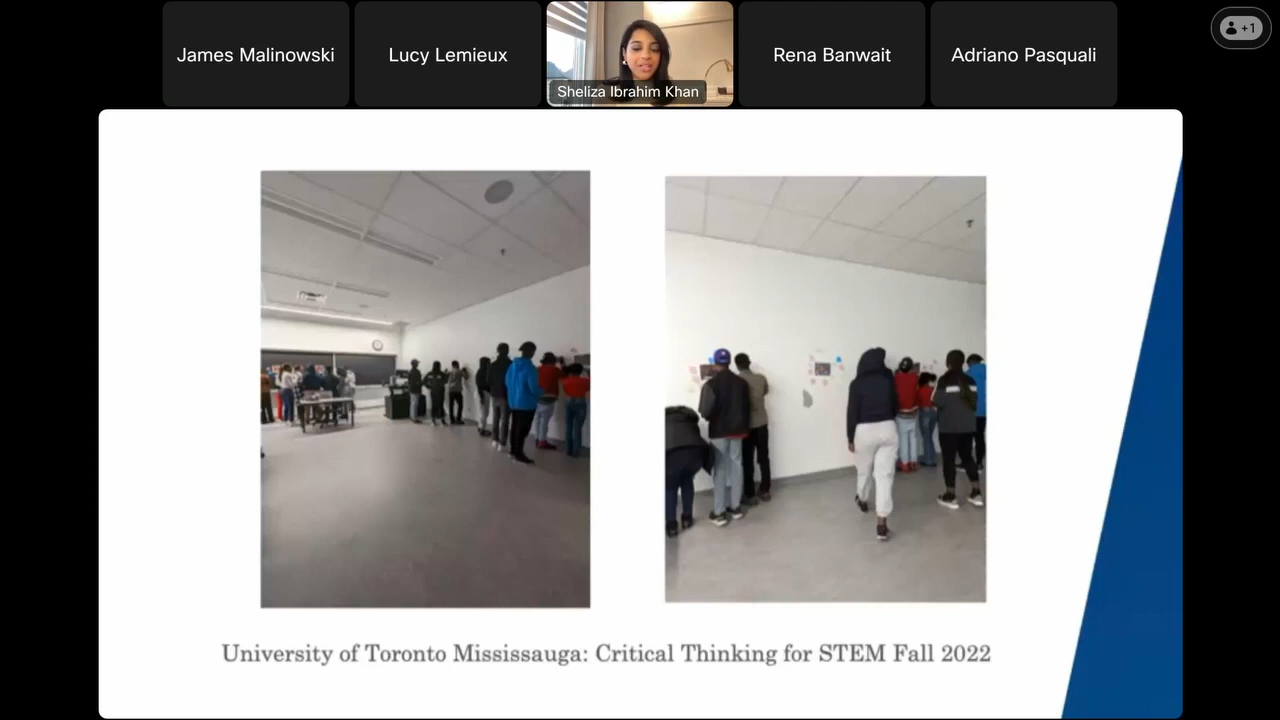 James Malinowski
Lucy Lemieux
Sheliza Ibrahim Khan
Rena Banwait
Adriano Pasquali
+1
University of Toronto Mississauga: Critical Thinking for STEM Fall 2022